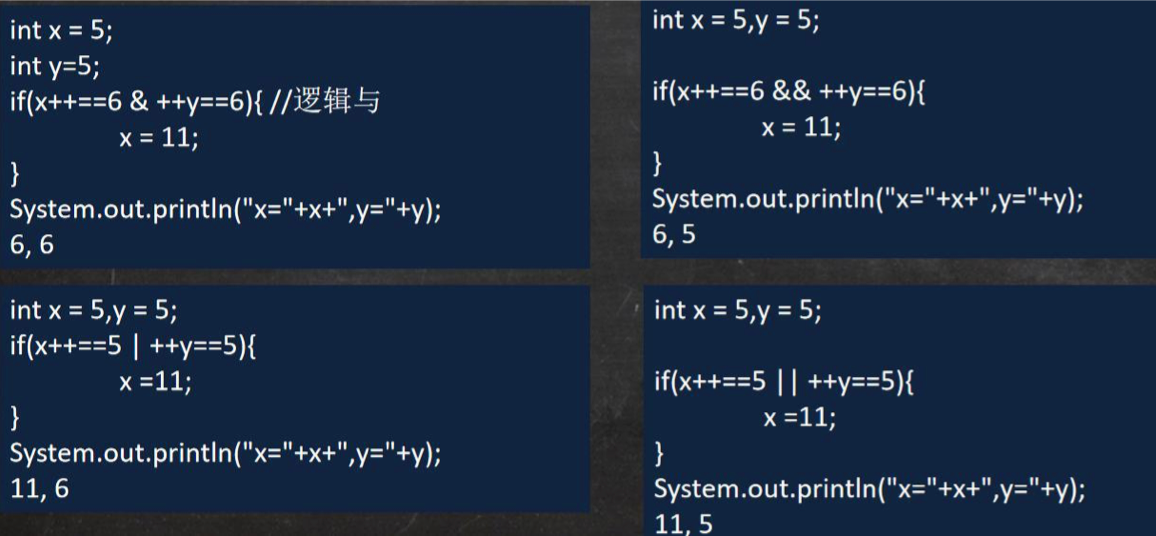 int x = 5;
int y=5;
if(x++==6 & ++y==6){ //逻辑与
x = 11;
}
System.out.println("x="+x+",y="+y);
6, 6
int x = 5,y = 5;
if(x++==6 && ++y==6){
x = 11;
}
System.out.println("x="+x+",y="+y);
6, 5
int x = 5,y = 5;
if(x++==5 | ++y==5){
x =11;
}
System.out.println("x="+x+",y="+y);
11, 6
int x = 5,y = 5;
if(x++==5 || ++y==5){
x =11;
}
System.out.println("x="+x+",y="+y);
11, 5